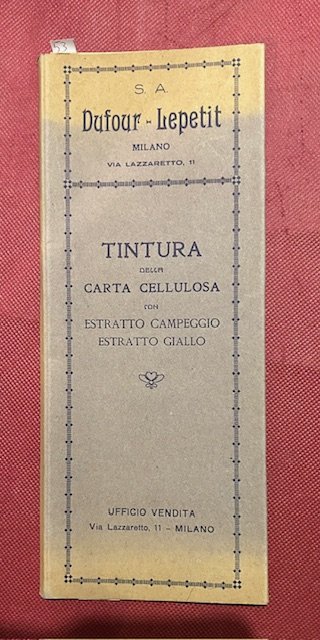 53
S. A
Dufour - Lepetit
MILANO
VIA LAZZARETTO, 11
TINTURA
DELLA
CARTA CELLULOSA
CON
ESTRATTO CAMPEGGIO
ESTRATTO GIALLO
UFFICIO VENDITA
Via Lazzaretto, 11 - MILANO